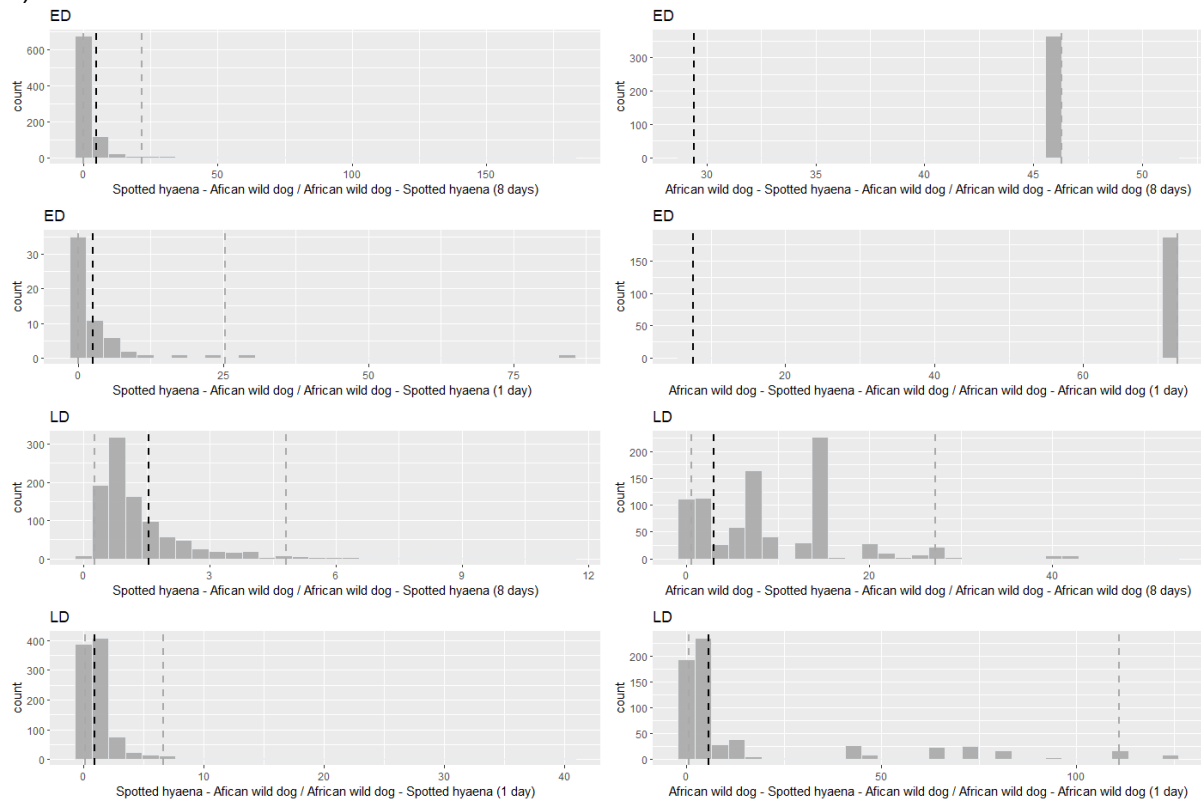 ED
count
600
400
200
0
0 50 100 150
Spotted hyaena - Afican wild dog / African wild dog - Spotted hyaena (8 days)
ED
count
300
200
100
0
30 35 40 45 50
African wild dog - Spotted hyaena - Afican wild dog / African wild dog - African wild dog (8 days)
ED
count
30
20
10
0
0 25 50 75
Spotted hyaena - Afican wild dog / African wild dog - Spotted hyaena (1 day)
ED
count
150
100
50
0
20 40 60
African wild dog - Spotted hyaena - Afican wild dog / African wild dog - African wild dog (1 day)
LD
count
300
200
100
0
0 3 6 9 12
Spotted hyaena - Afican wild dog / African wild dog - Spotted hyaena (8 days)
LD
count
200
150
100
50
0
0 20 40
African wild dog - Spotted hyaena - Afican wild dog / African wild dog - African wild dog (8 days)
LD
count
400
300
200
100
0
0 10 20 30 40
Spotted hyaena - Afican wild dog / African wild dog - Spotted hyaena (1 day)
LD
count
200
150
100
50
0
0 50 100
African wild dog - Spotted hyaena - Afican wild dog / African wild dog - African wild dog (1 day)